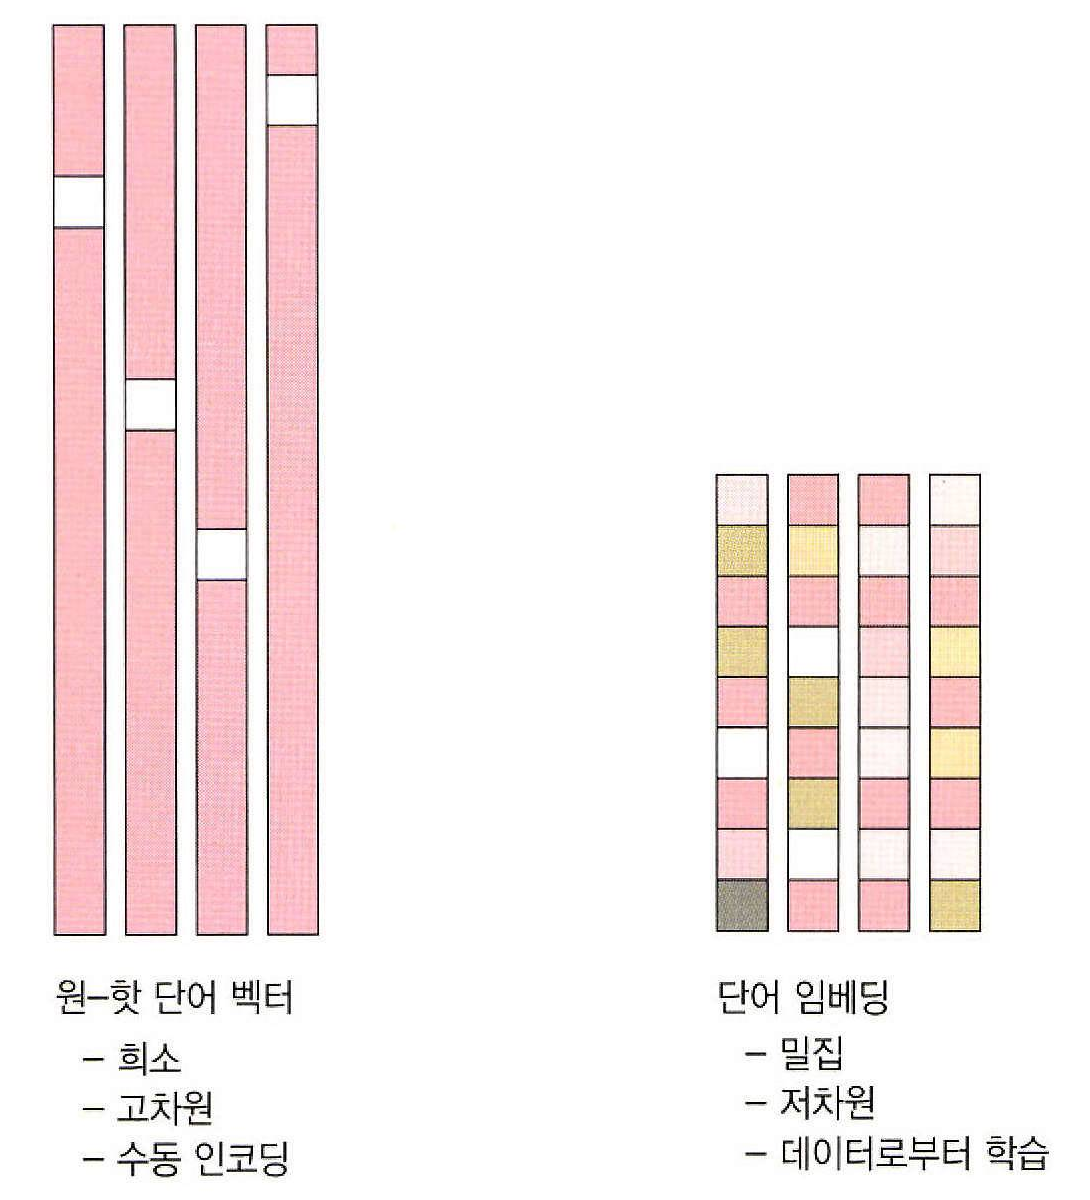 원-핫 단어 벡터
– 희소
– 고차원
– 수동 인코딩
단어 임베딩
– 밀집
– 저차원
– 데이터로부터 학습